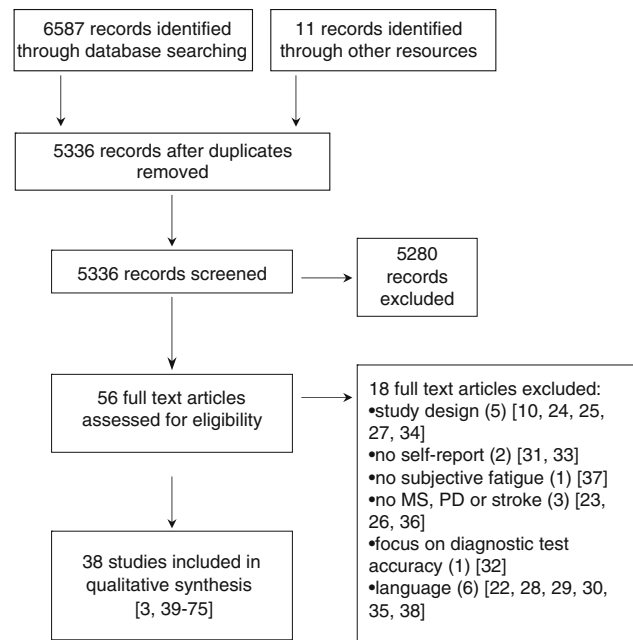 6587 records identified
through database searching
11 records identified
through other resources
5336 records after duplicates
removed
5336 records screened
5280
records
excluded
56 full text articles
assessed for eligibility
18 full text articles excluded:
•study design (5) [10, 24, 25,
27, 34]
•no self-report (2) [31, 33]
•no subjective fatigue (1) [37]
•no MS, PD or stroke (3) [23,
26, 36]
•focus on diagnostic test
accuracy (1) [32]
•language (6) [22, 28, 29, 30,
35, 38]
38 studies included in
qualitative synthesis
[3, 39-75]